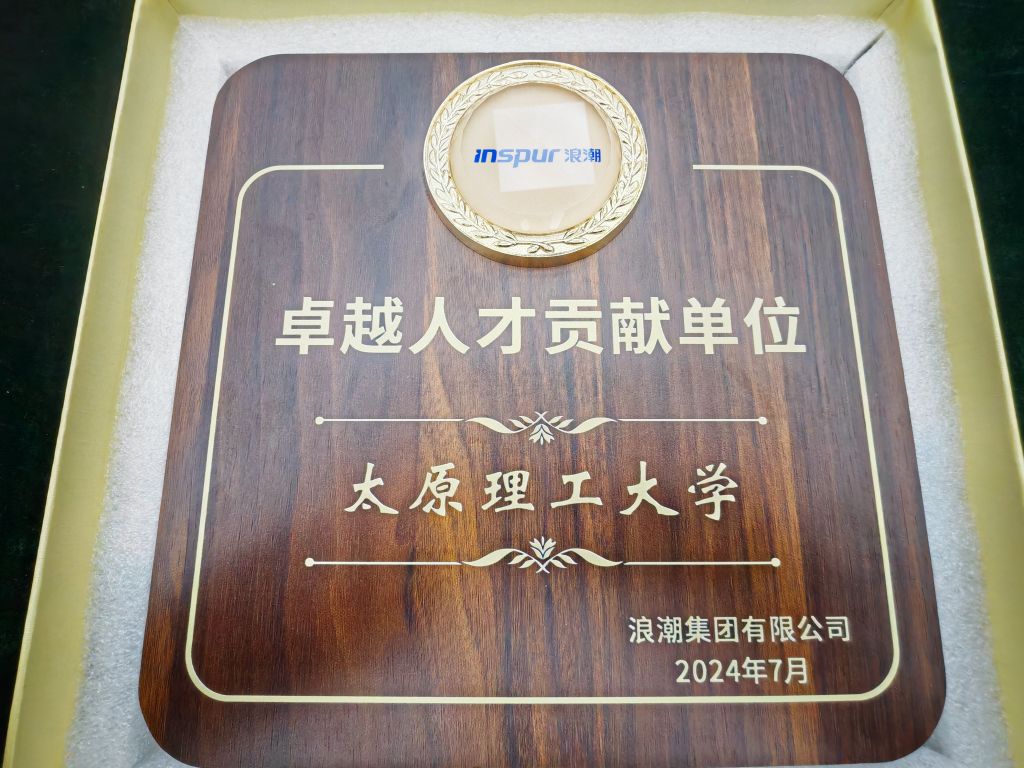 inspur 浪潮
卓越人才贡献单位
太原理工大学
浪潮集团有限公司
2024年7月